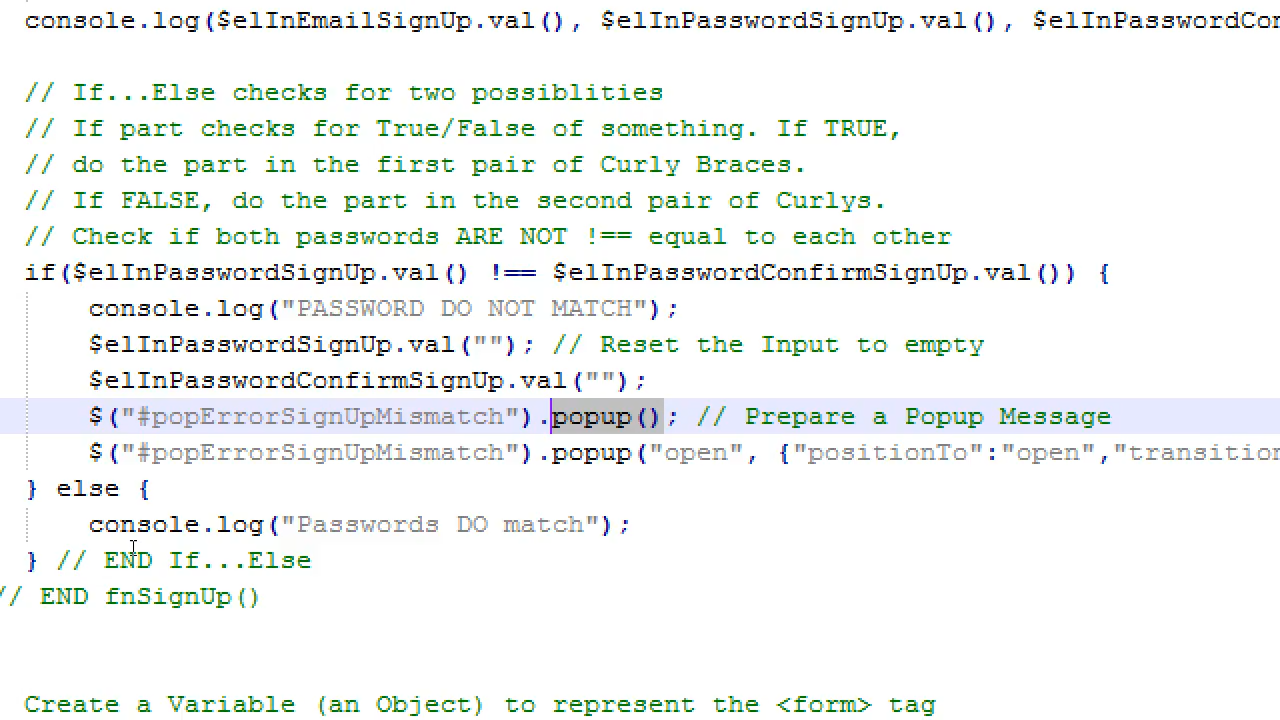 console.log($elInEmailSignUp.val(), $elInPasswordSignUp.val(), $elInPasswordCon
// If...Else checks for two possiblities
// If part checks for True/False of something. If TRUE,
// do the part in the first pair of Curly Braces.
// If FALSE, do the part in the second pair of Curlys.
// Check if both passwords ARE NOT !== equal to each other
if($elInPasswordSignUp.val() !== $elInPasswordConfirmSignUp.val()) {
console.log("PASSWORD DO NOT MATCH");
$elInPasswordSignUp.val(""); // Reset the Input to empty
$elInPasswordConfirmSignUp.val("");
$("#popErrorSignUpMismatch").popup(); // Prepare a Popup Message
$("#popErrorSignUpMismatch").popup("open", {"positionTo":"open","transition
} else {
console.log("Passwords DO match");
} // END If...Else
// END fnSignUp()
Create a Variable (an Object) to represent the <form> tag